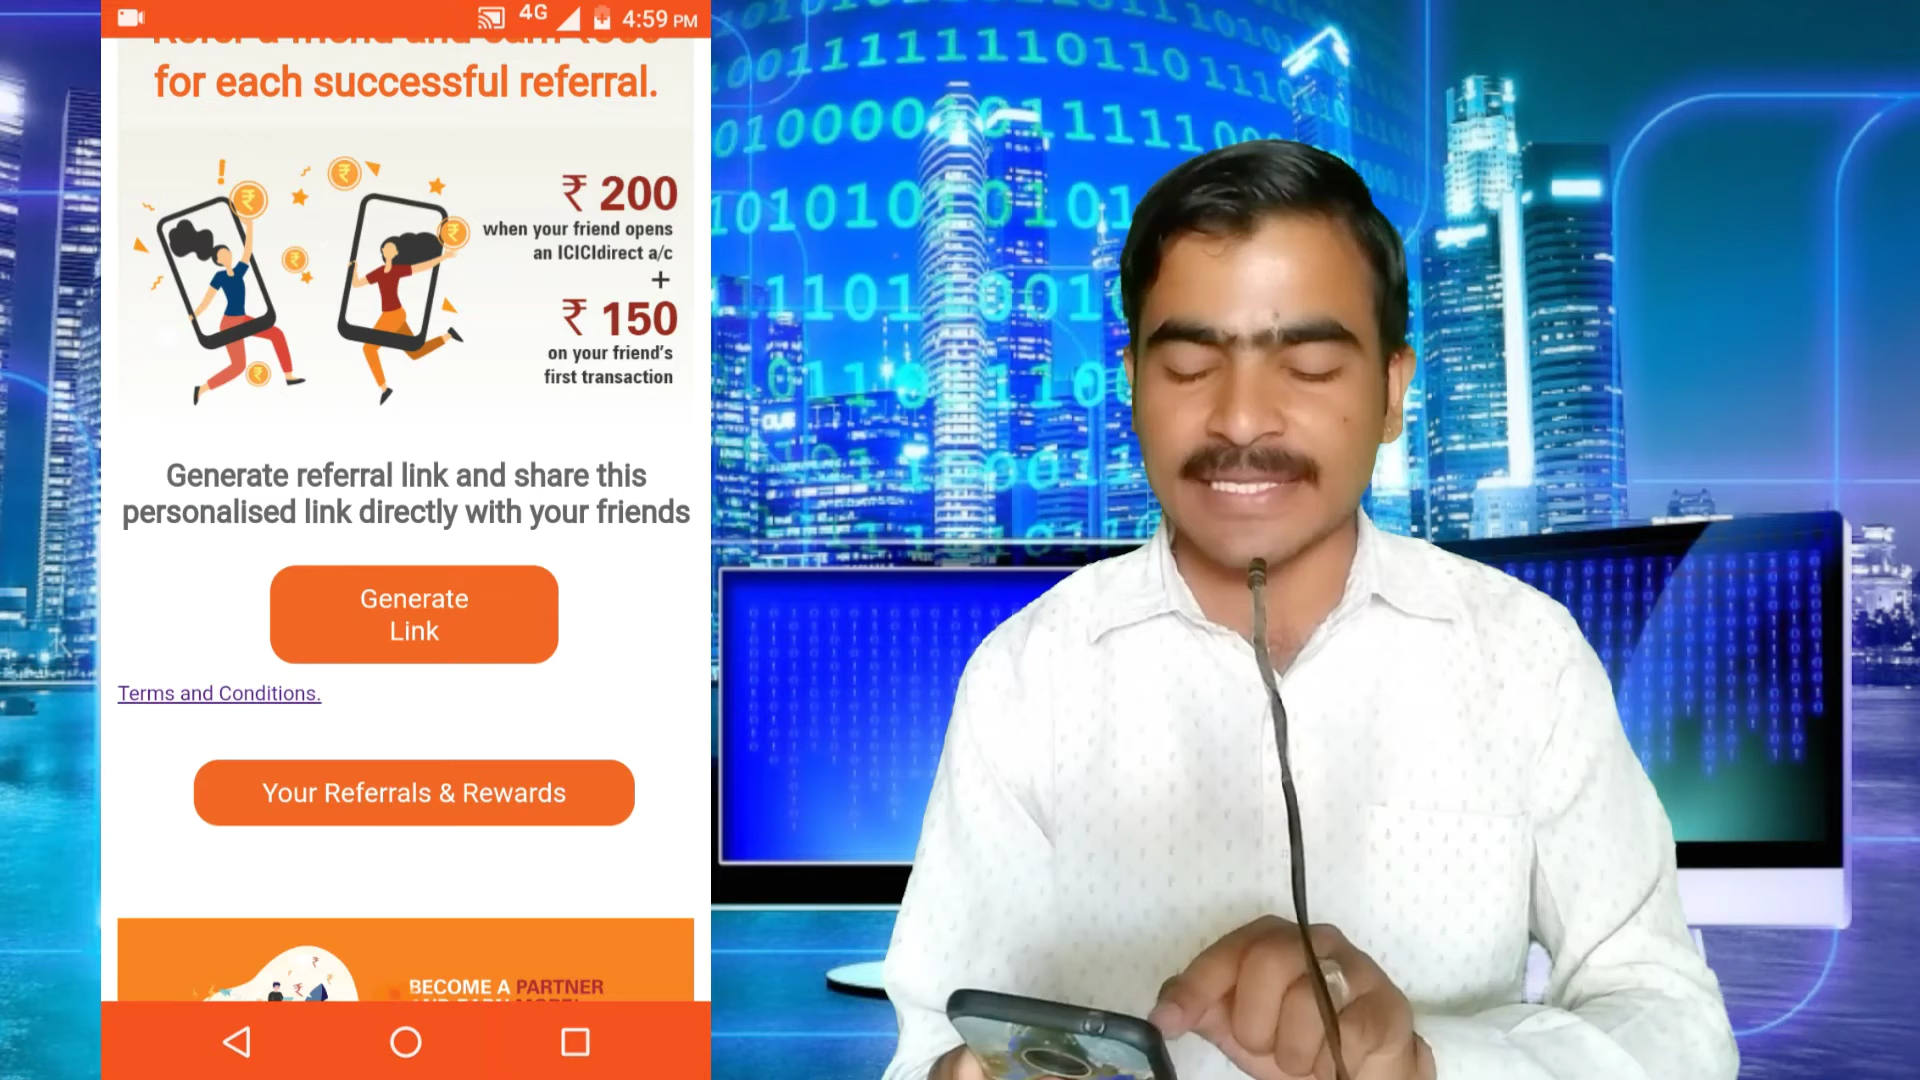 4G 4:59 PM
for each successful referral.
₹ 200
when your friend opens
an ICICIdirect a/c
+
₹ 150
on your friend's
first transaction
Generate referral link and share this
personalised link directly with your friends
Generate
Link
Terms and Conditions.
Your Referrals & Rewards
BECOME A PARTNER